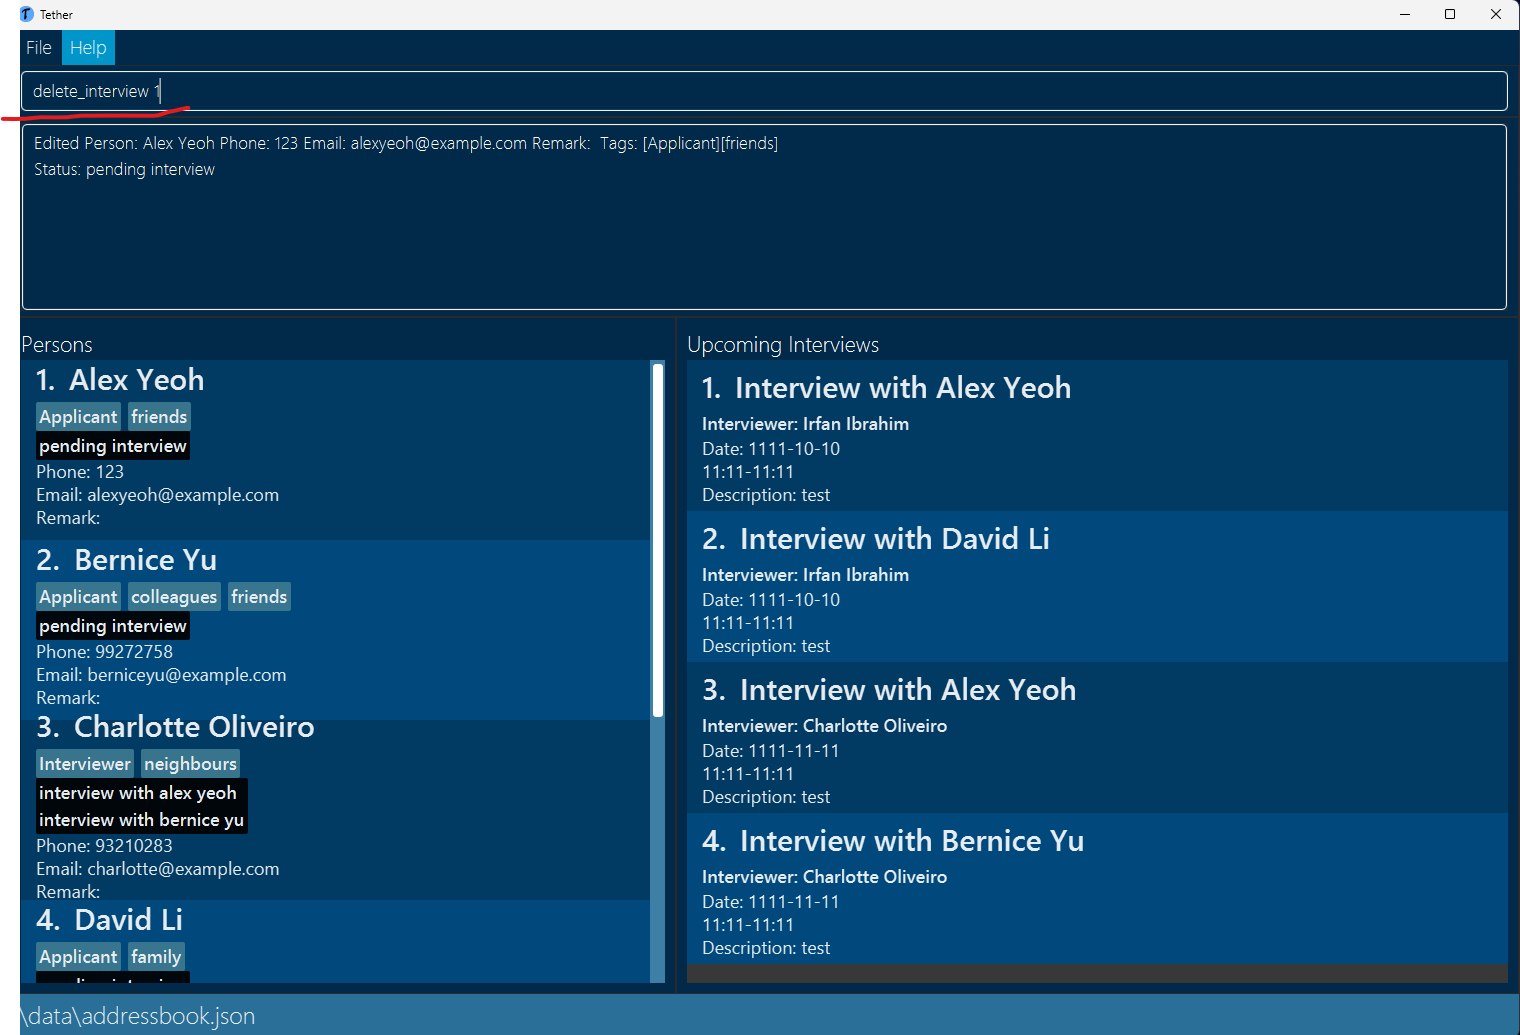 Tether
File Help
delete_interview 1
Edited Person: Alex Yeoh Phone: 123 Email: alexyeoh@example.com Remark:  Tags: [Applicant][friends]
Status: pending interview
Persons
1. Alex Yeoh
Applicant friends
pending interview
Phone: 123
Email: alexyeoh@example.com
Remark:
2. Bernice Yu
Applicant colleagues friends
pending interview
Phone: 99272758
Email: berniceyu@example.com
Remark:
3. Charlotte Oliveiro
Interviewer neighbours
interview with alex yeoh
interview with bernice yu
Phone: 93210283
Email: charlotte@example.com
Remark:
4. David Li
Applicant family
Upcoming Interviews
1. Interview with Alex Yeoh
Interviewer: Irfan Ibrahim
Date: 1111-10-10
11:11-11:11
Description: test
2. Interview with David Li
Interviewer: Irfan Ibrahim
Date: 1111-10-10
11:11-11:11
Description: test
3. Interview with Alex Yeoh
Interviewer: Charlotte Oliveiro
Date: 1111-11-11
11:11-11:11
Description: test
4. Interview with Bernice Yu
Interviewer: Charlotte Oliveiro
Date: 1111-11-11
11:11-11:11
Description: test
\data\addressbook.json